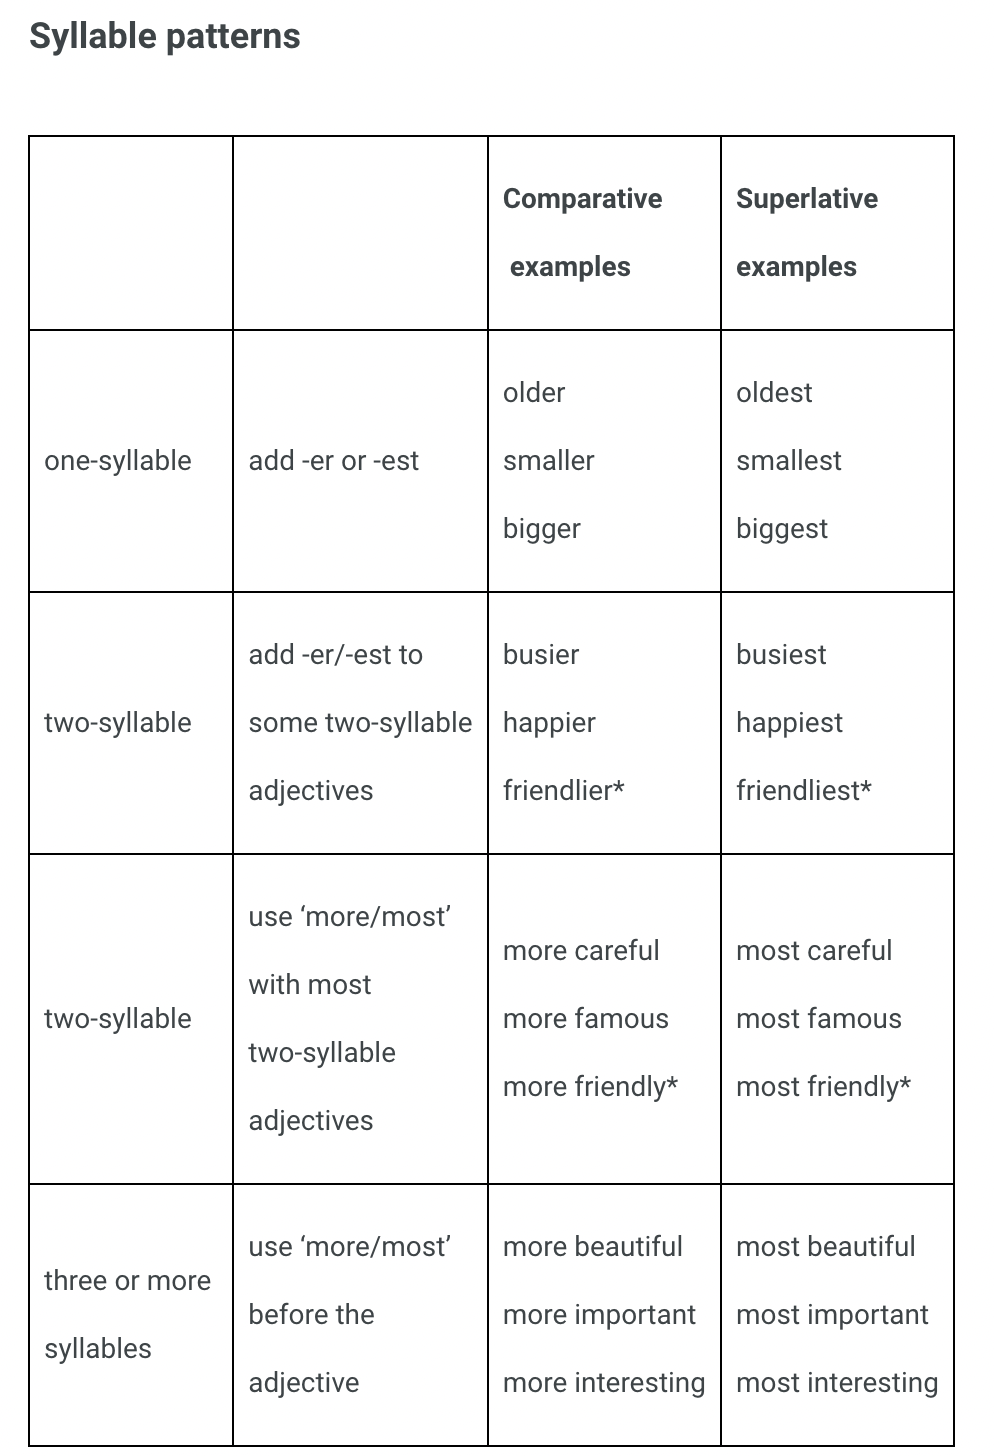 Syllable patterns
Comparative
examples
Superlative
examples
one-syllable
add -er or -est
older
smaller
bigger
oldest
smallest
biggest
two-syllable
add -er/-est to
some two-syllable
adjectives
busier
happier
friendlier*
busiest
happiest
friendliest*
two-syllable
use ‘more/most’
with most
two-syllable
adjectives
more careful
more famous
more friendly*
most careful
most famous
most friendly*
three or more
syllables
use ‘more/most’
before the
adjective
more beautiful
more important
more interesting
most beautiful
most important
most interesting